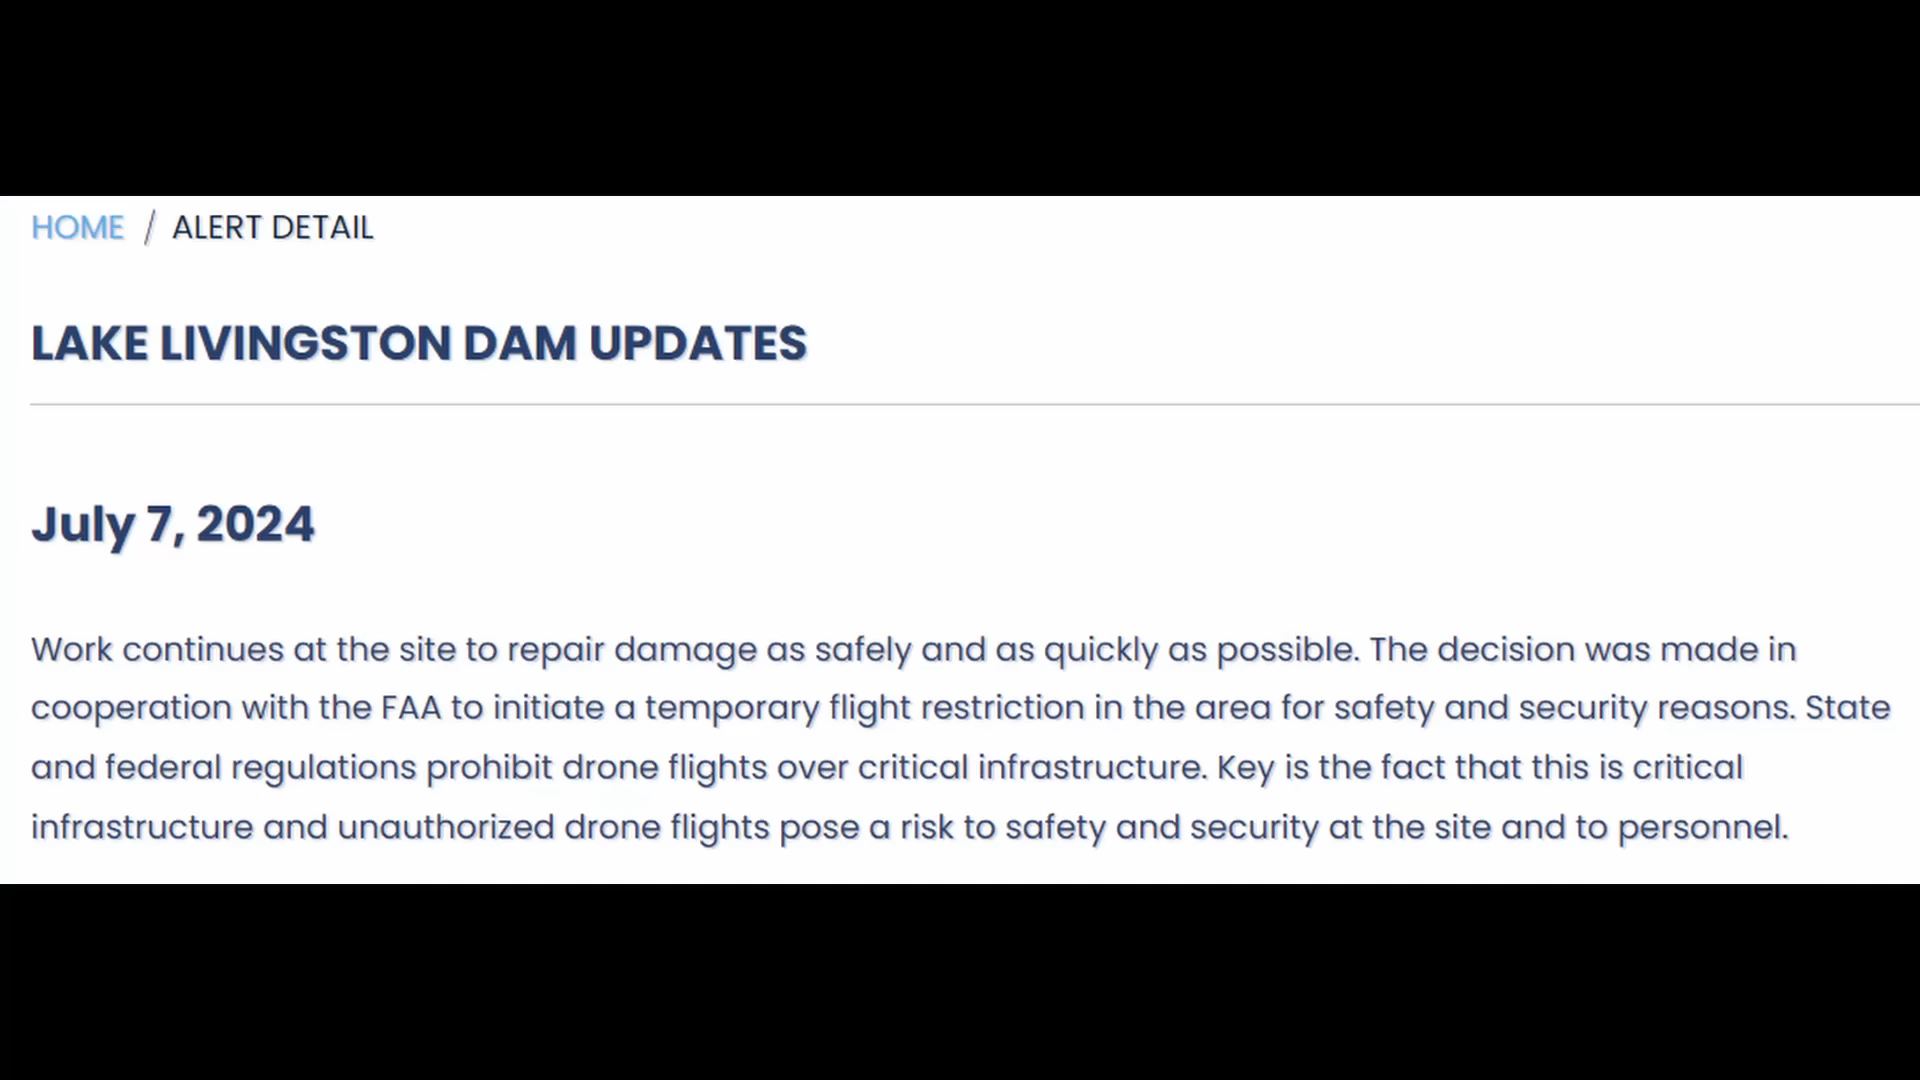 HOME / ALERT DETAIL
LAKE LIVINGSTON DAM UPDATES
July 7, 2024
Work continues at the site to repair damage as safely and as quickly as possible. The decision was made in
cooperation with the FAA to initiate a temporary flight restriction in the area for safety and security reasons. State
and federal regulations prohibit drone flights over critical infrastructure. Key is the fact that this is critical
infrastructure and unauthorized drone flights pose a risk to safety and security at the site and to personnel.